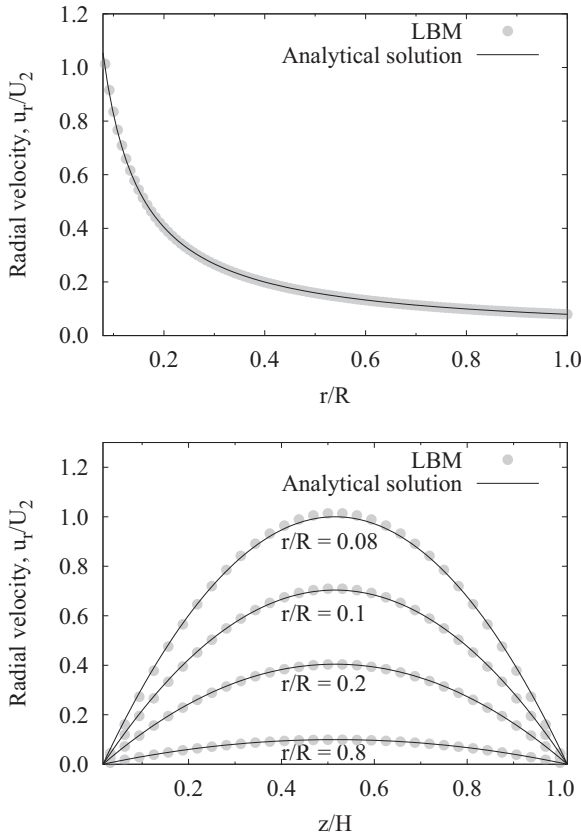 LBM
Analytical solution
Radial velocity, u_r/U_2
1.2
1.0
0.8
0.6
0.4
0.2
0.0
0.2 0.4 0.6 0.8 1.0
r/R
LBM
Analytical solution
Radial velocity, u_r/U_2
1.2
1.0
0.8
0.6
0.4
0.2
0.0
r/R = 0.08
r/R = 0.1
r/R = 0.2
r/R = 0.8
0.2 0.4 0.6 0.8 1.0
z/H